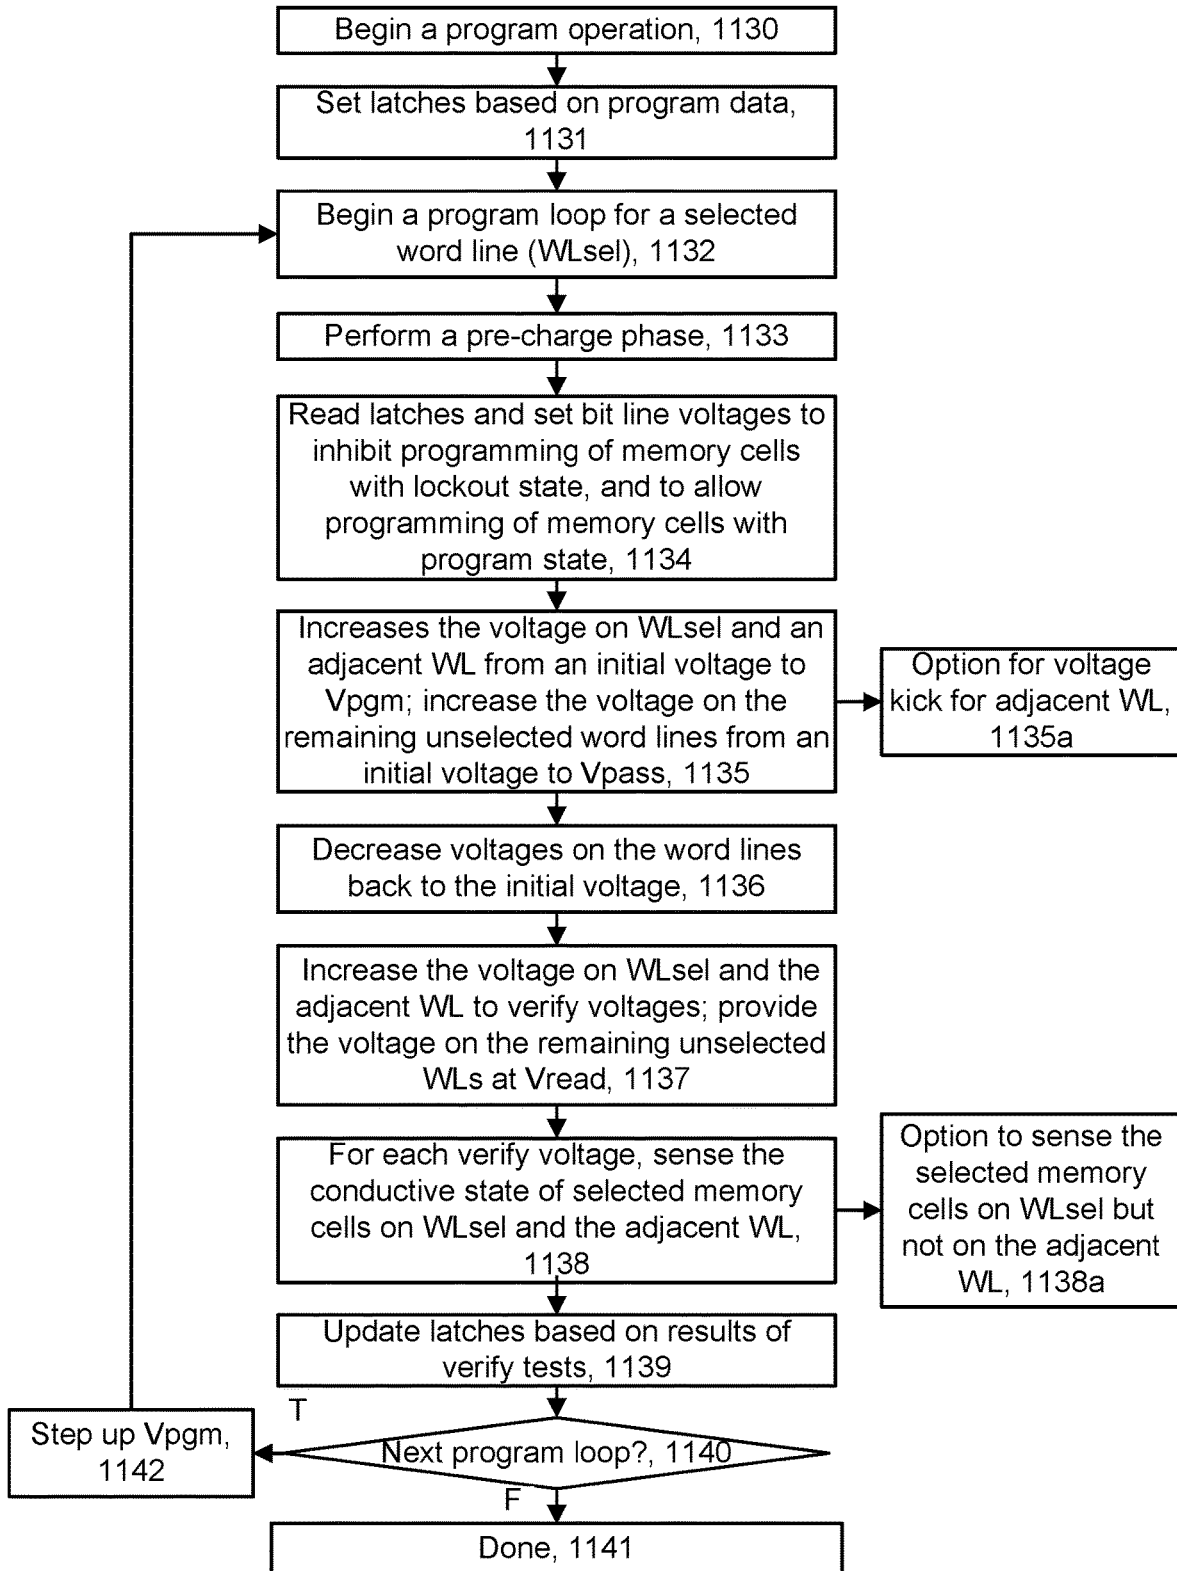 Begin a program operation, 1130
Set latches based on program data,
1131
Begin a program loop for a selected
word line (WLsel), 1132
Perform a pre-charge phase, 1133
Read latches and set bit line voltages to
inhibit programming of memory cells
with lockout state, and to allow
programming of memory cells with
program state, 1134
Increases the voltage on WLsel and an
adjacent WL from an initial voltage to
Vpgm; increase the voltage on the
remaining unselected word lines from an
initial voltage to Vpass, 1135
Option for voltage
kick for adjacent WL,
1135a
Decrease voltages on the word lines
back to the initial voltage, 1136
Increase the voltage on WLsel and the
adjacent WL to verify voltages; provide
the voltage on the remaining unselected
WLs at Vread, 1137
For each verify voltage, sense the
conductive state of selected memory
cells on WLsel and the adjacent WL,
1138
Option to sense the
selected memory
cells on WLsel but
not on the adjacent
WL, 1138a
Update latches based on results of
verify tests, 1139
T
Step up Vpgm,
1142
Next program loop?, 1140
F
Done, 1141